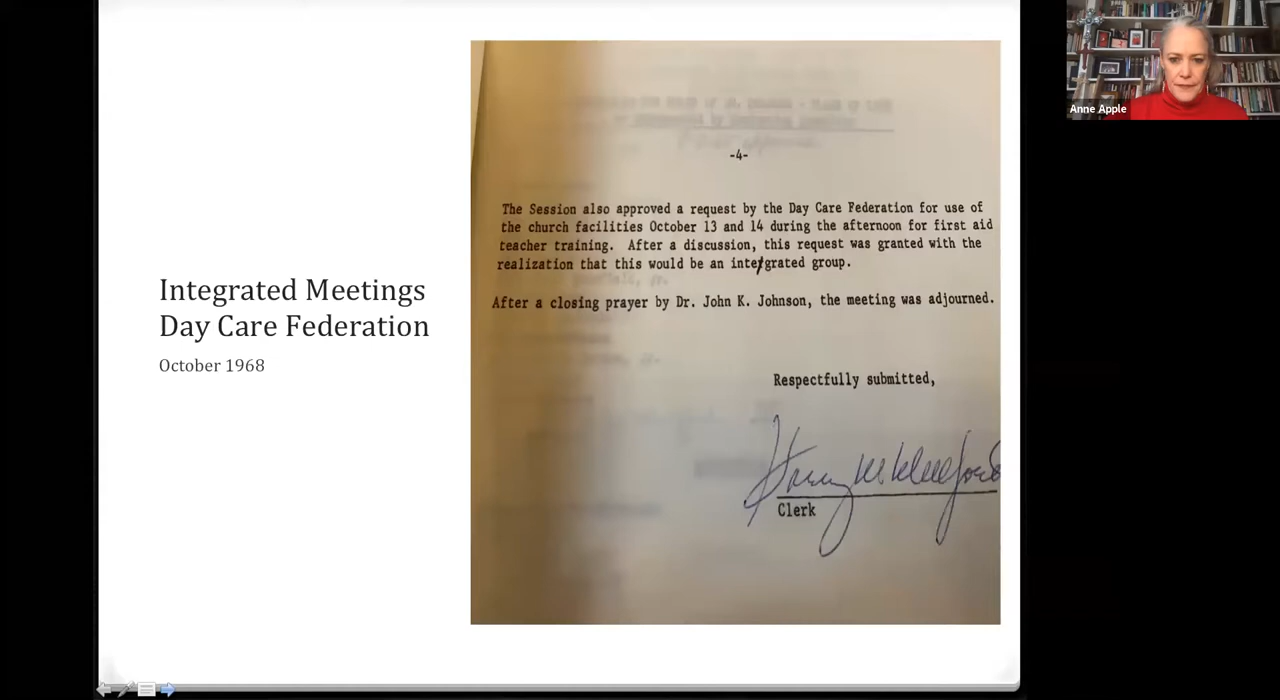 Integrated Meetings
Day Care Federation
October 1968
-4-
The Session also approved a request by the Day Care Federation for use of
the church facilities October 13 and 14 during the afternoon for first aid
teacher training. After a discussion, this request was granted with the
realization that this would be an integrated group.
After a closing prayer by Dr. John K. Johnson, the meeting was adjourned.
Respectfully submitted,
Clerk
Anne Apple